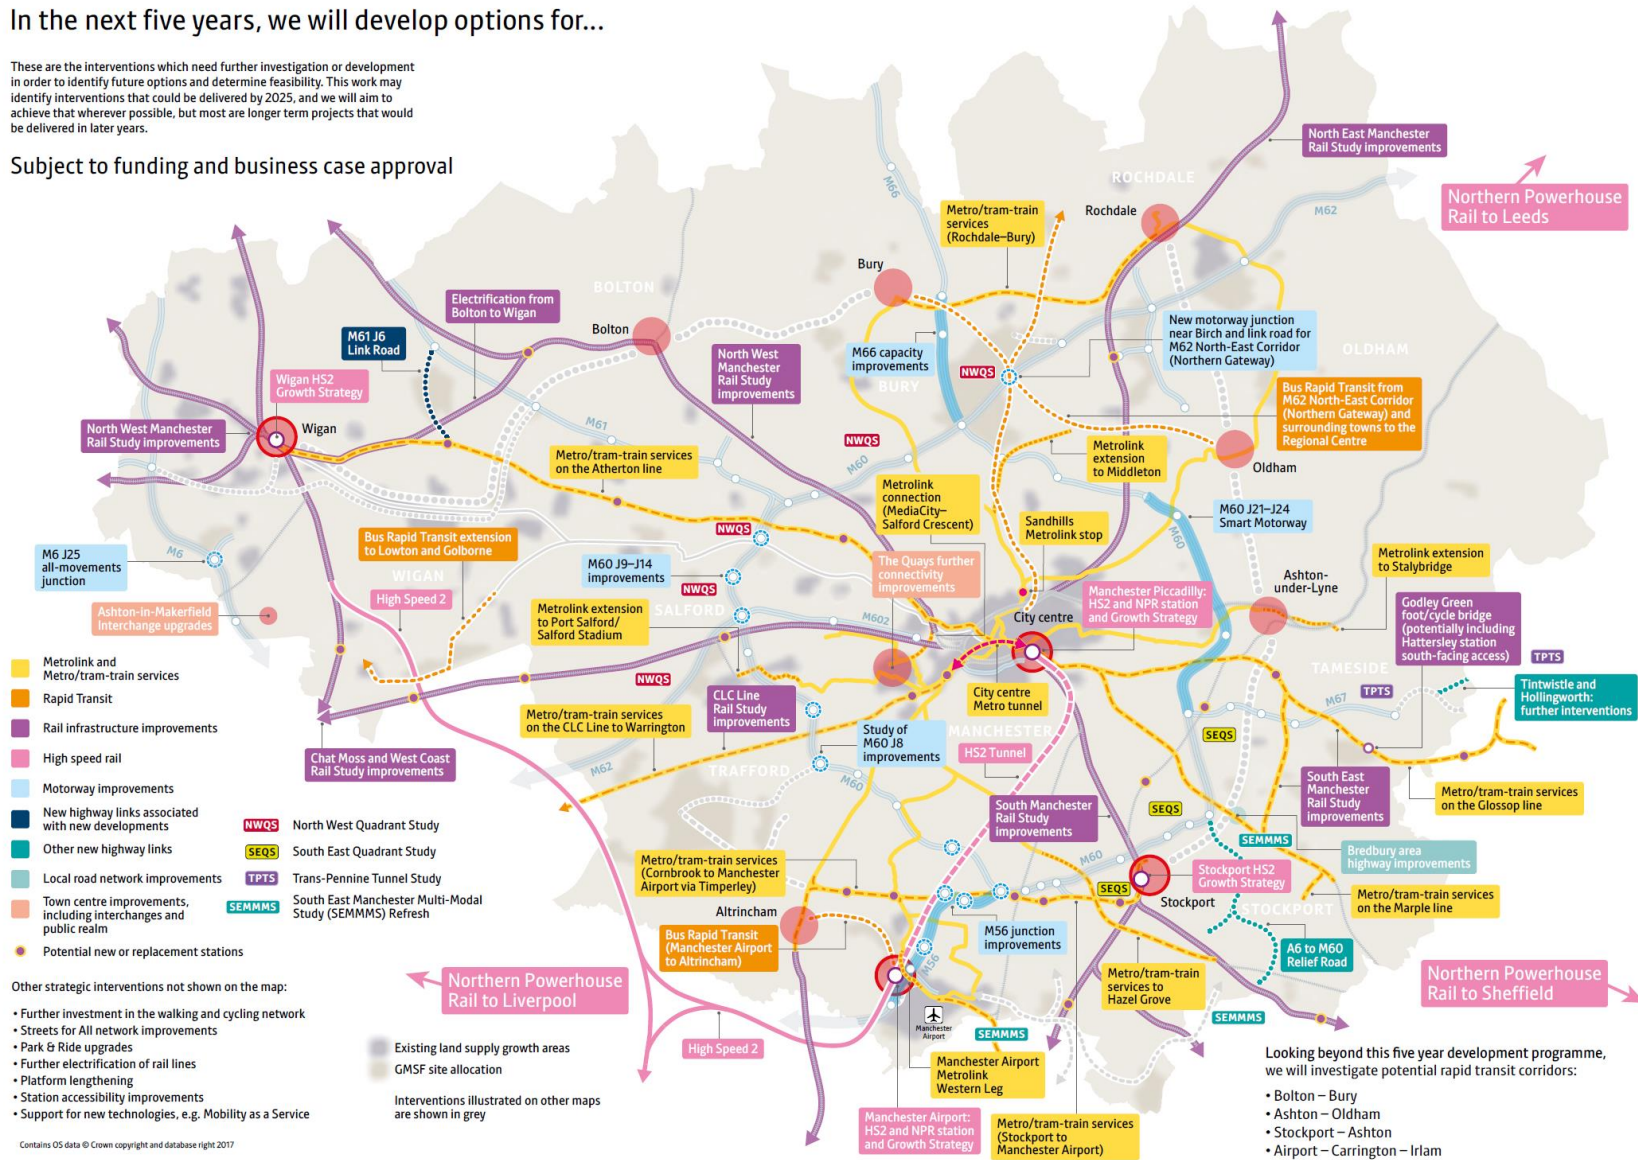 In the next five years, we will develop options for...
These are the interventions which need further investigation or development
in order to identify future options and determine feasibility. This work may
identify interventions that could be delivered by 2025, and we will aim to
achieve that wherever possible, but most are longer term projects that would
be delivered in later years.
Subject to funding and business case approval
North East Manchester
Rail Study improvements
Northern Powerhouse
Rail to Leeds
ROCHDALE
Rochdale
M66
M62
Metro/tram-train
services
(Rochdale–Bury)
Bury
BOLTON
Bolton
Electrification from
Bolton to Wigan
M61 J6
Link Road
North West
Manchester
Rail Study
improvements
M66 capacity
improvements
BURY
NWQS
New motorway junction
near Birch and link road for
M62 North-East Corridor
(Northern Gateway)
OLDHAM
Wigan HS2
Growth Strategy
North West Manchester
Rail Study improvements
Wigan
Bus Rapid Transit from
M62 North-East Corridor
(Northern Gateway) and
surrounding towns to the
Regional Centre
M61
NWQS
M60
Metro/tram-train services
on the Atherton line
Metrolink
extension
to Middleton
Oldham
Metrolink
connection
(MediaCity–
Salford Crescent)
Sandhills
Metrolink stop
M60 J21–J24
Smart Motorway
M60
NWQS
Bus Rapid Transit extension
to Lowton and Golborne
M6
M6 J25
all-movements
junction
WIGAN
High Speed 2
M60 J9–J14
improvements
NWQS
The Quays further
connectivity
improvements
Manchester Piccadilly:
HS2 and NPR station
and Growth Strategy
Metrolink extension
to Stalybridge
Ashton-
under-Lyne
Godley Green
foot/cycle bridge
(potentially including
Hattersley station
south-facing access)
Ashton-in-Makerfield
Interchange upgrades
Metrolink extension
to Port Salford/
Salford Stadium
SALFORD
M602
City centre
TAMESIDE
TPTS
TPTS
M67
Tintwistle and
Hollingworth:
further interventions
NWQS
CLC Line
Rail Study
improvements
City centre
Metro tunnel
Metro/tram-train services
on the CLC Line to Warrington
Study of
M60 J8
improvements
MANCHESTER
HS2 Tunnel
SEQS
Chat Moss and West Coast
Rail Study improvements
M62
TRAFFORD
M60
South Manchester
Rail Study
improvements
SEQS
South East
Manchester
Rail Study
improvements
Metro/tram-train services
on the Glossop line
SEMMMS
Bredbury area
highway improvements
M60
Metro/tram-train services
(Cornbrook to Manchester
Airport via Timperley)
SEQS
Stockport HS2
Growth Strategy
Stockport
STOCKPORT
Metro/tram-train services
on the Marple line
Altrincham
Bus Rapid Transit
(Manchester Airport
to Altrincham)
M56 junction
improvements
M56
A6 to M60
Relief Road
Metro/tram-train
services to
Hazel Grove
SEMMMS
Northern Powerhouse
Rail to Liverpool
Northern Powerhouse
Rail to Sheffield
Manchester
Airport
SEMMMS
High Speed 2
Manchester Airport
Metrolink
Western Leg
Manchester Airport:
HS2 and NPR station
and Growth Strategy
Metro/tram-train services
(Stockport to
Manchester Airport)
Metrolink and
Metro/tram-train services
Rapid Transit
Rail infrastructure improvements
High speed rail
Motorway improvements
New highway links associated
with new developments
Other new highway links
Local road network improvements
Town centre improvements,
including interchanges and
public realm
Potential new or replacement stations
NWQS North West Quadrant Study
SEQS South East Quadrant Study
TPTS Trans-Pennine Tunnel Study
SEMMMS South East Manchester Multi-Modal
Study (SEMMMS) Refresh
Other strategic interventions not shown on the map:
• Further investment in the walking and cycling network
• Streets for All network improvements
• Park & Ride upgrades
• Further electrification of rail lines
• Platform lengthening
• Station accessibility improvements
• Support for new technologies, e.g. Mobility as a Service
Existing land supply growth areas
GMSF site allocation
Interventions illustrated on other maps
are shown in grey
Contains OS data © Crown copyright and database right 2017
Looking beyond this five year development programme,
we will investigate potential rapid transit corridors:
• Bolton – Bury
• Ashton – Oldham
• Stockport – Ashton
• Airport – Carrington – Irlam